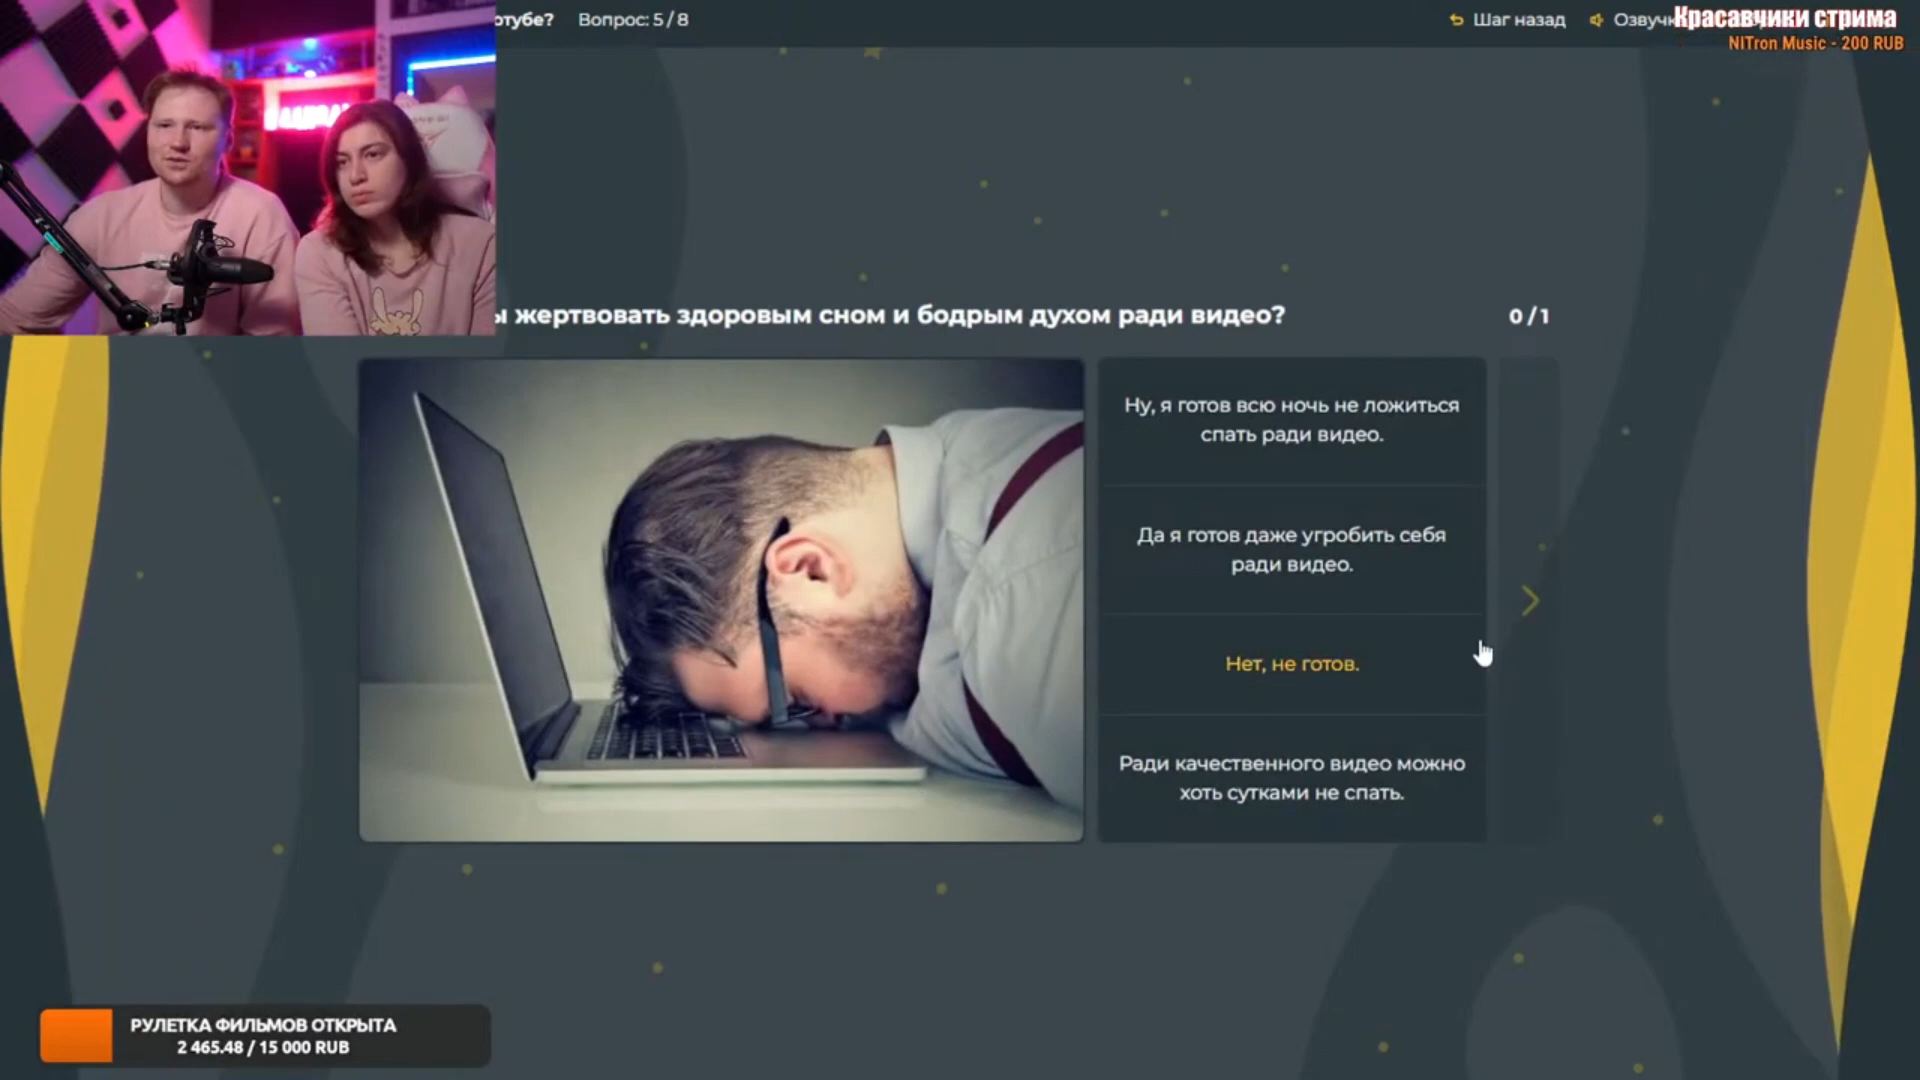 отубе? Вопрос: 5 / 8
Шаг назад
Красавчики стрима
NITron Music - 200 RUB
ы жертвовать здоровым сном и бодрым духом ради видео?
0 / 1
Ну, я готов всю ночь не ложиться
спать ради видео.
Да я готов даже угробить себя
ради видео.
Нет, не готов.
Ради качественного видео можно
хоть сутками не спать.
РУЛЕТКА ФИЛЬМОВ ОТКРЫТА
2 465.48 / 15 000 RUB